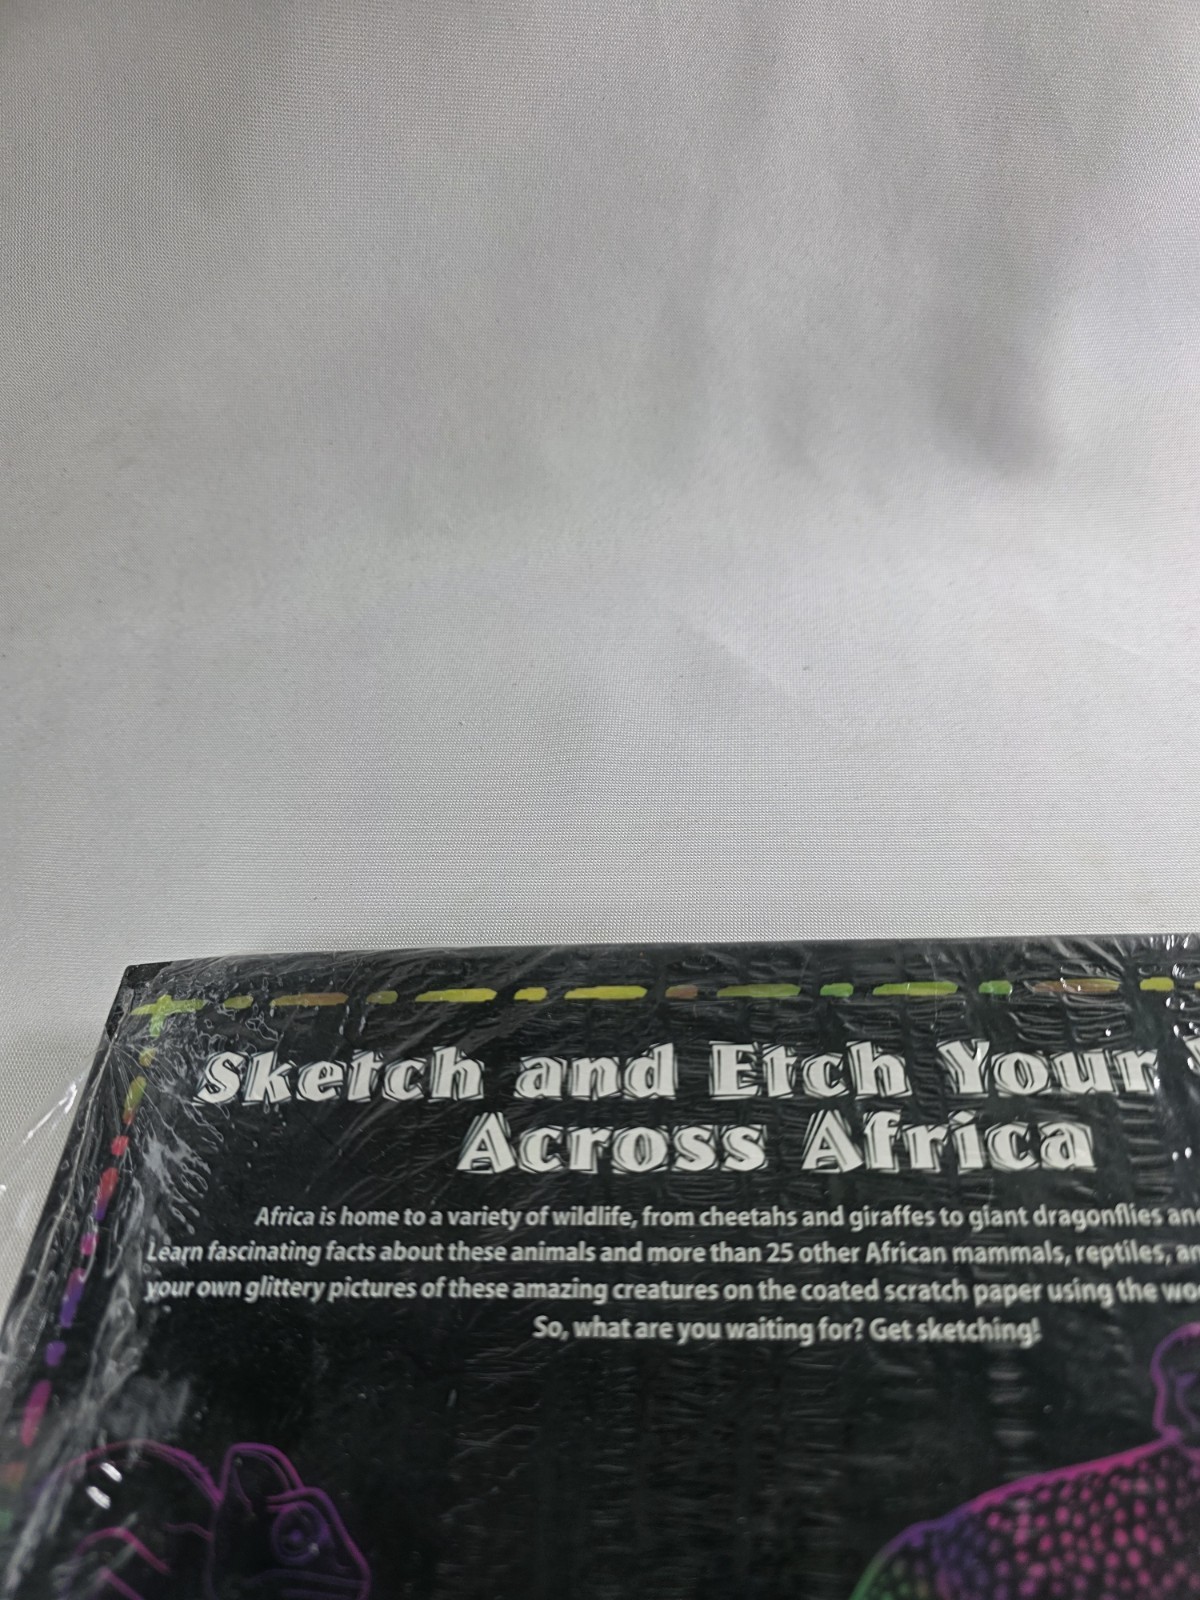 Sketch and Etch Your
Across Africa
Africa is home to a variety of wildlife, from cheetahs and giraffes to giant dragonflies
Learn fascinating facts about these animals and more than 25 other African mammals, reptiles,
your own glittery pictures of these amazing creatures on the coated scratch paper using the
So, what are you waiting for? Get sketching!